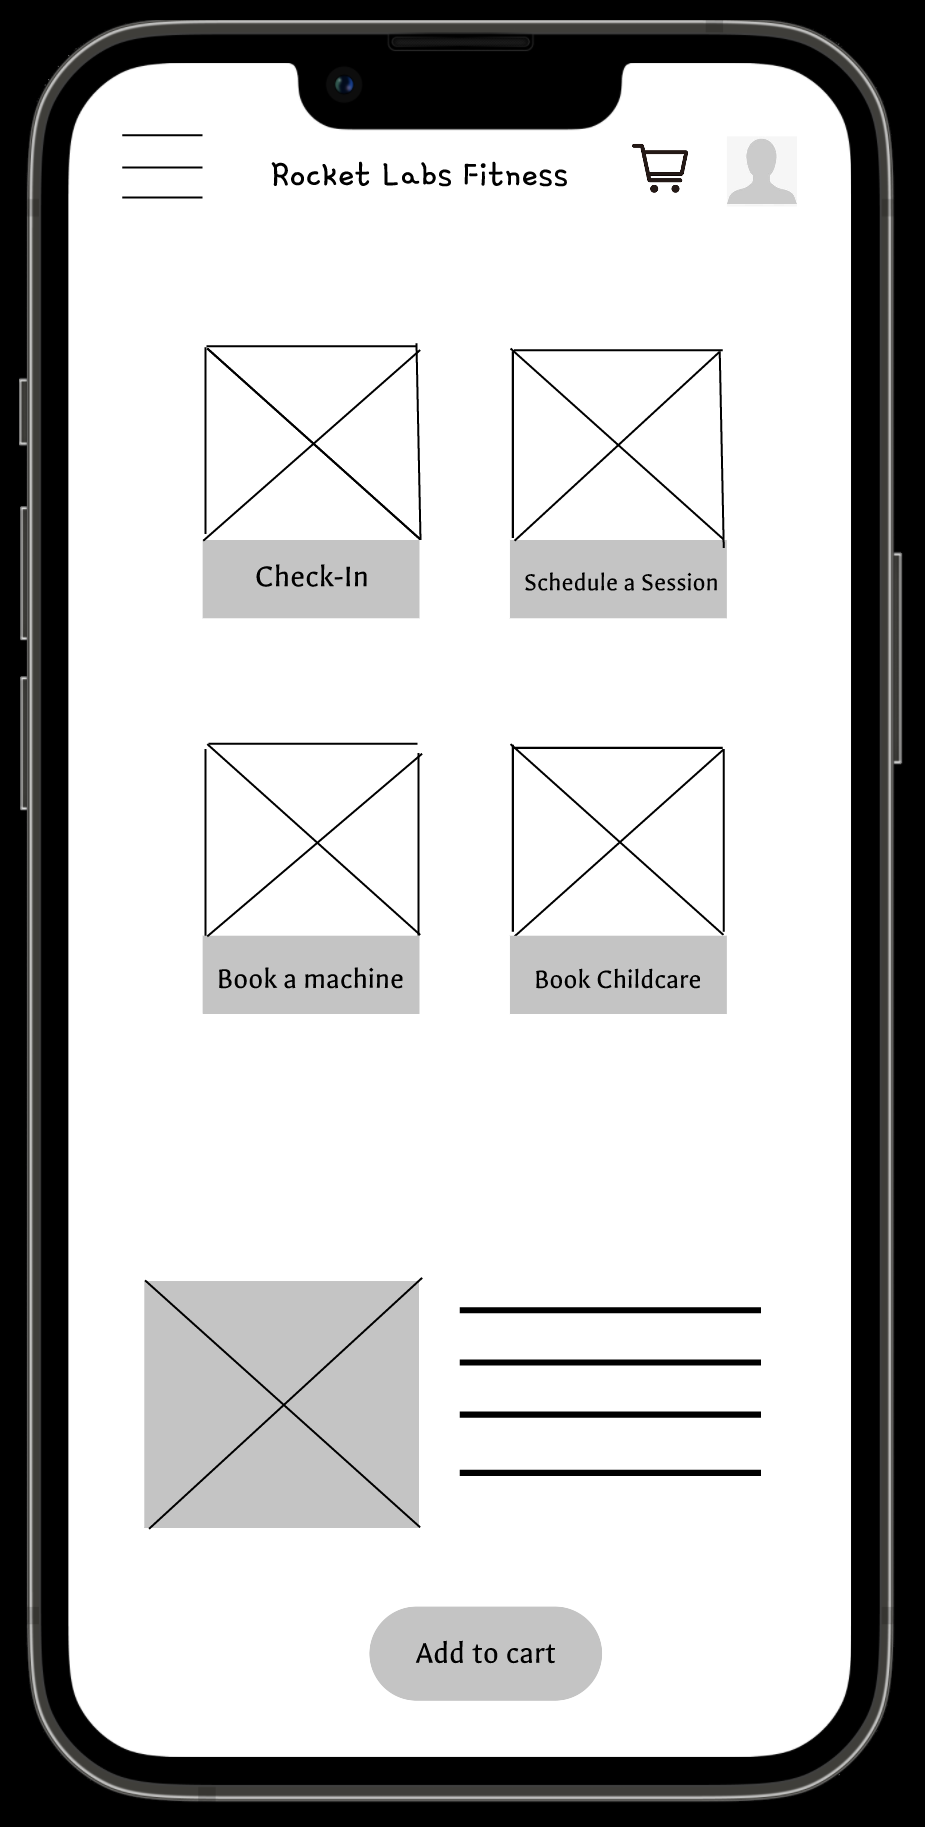 Rocket Labs Fitness
Check-In
Schedule a Session
Book a machine
Book Childcare
Add to cart